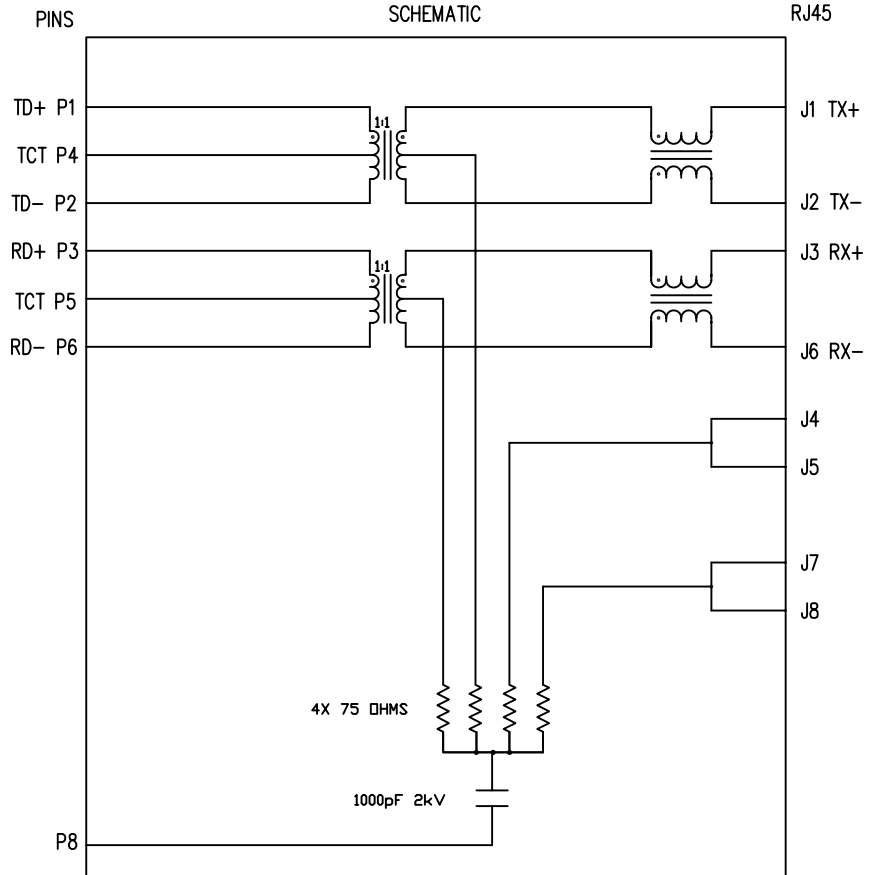 PINS
SCHEMATIC
RJ45
TD+ P1
1:1
J1 TX+
TCT P4
TD- P2
J2 TX-
RD+ P3
1:1
J3 RX+
TCT P5
RD- P6
J6 RX-
J4
J5
J7
J8
4X 75 OHMS
1000pF 2kV
P8